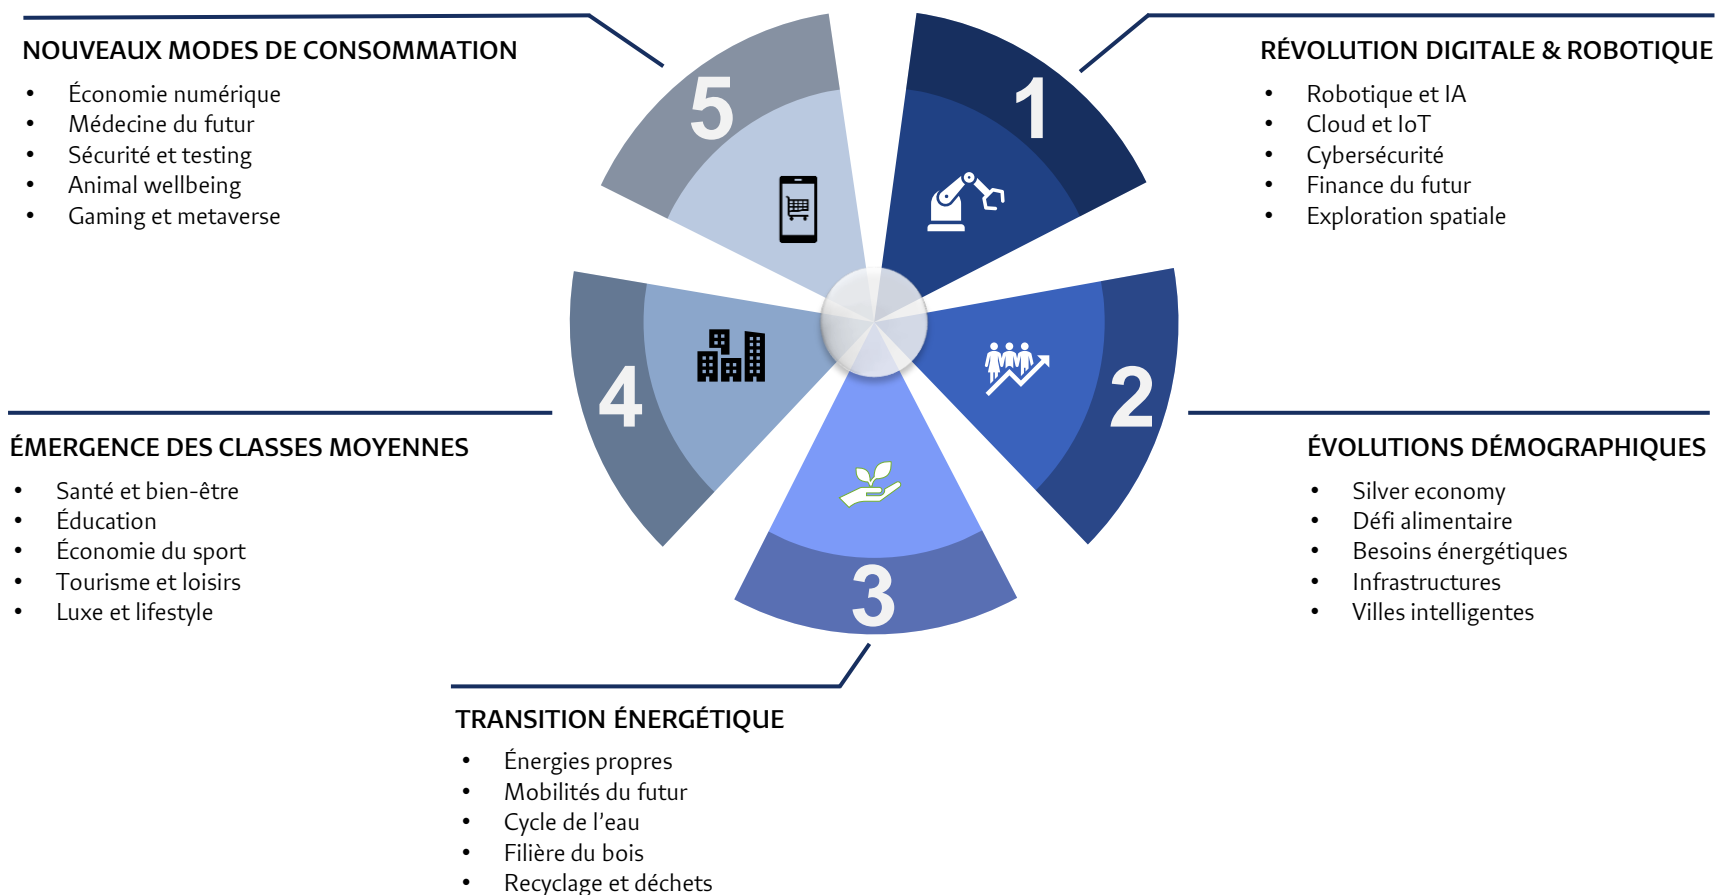 NOUVEAUX MODES DE CONSOMMATION
• Économie numérique
• Médecine du futur
• Sécurité et testing
• Animal wellbeing
• Gaming et metaverse
5
1
RÉVOLUTION DIGITALE & ROBOTIQUE
• Robotique et IA
• Cloud et IoT
• Cybersécurité
• Finance du futur
• Exploration spatiale
4
2
ÉMERGENCE DES CLASSES MOYENNES
• Santé et bien-être
• Éducation
• Économie du sport
• Tourisme et loisirs
• Luxe et lifestyle
ÉVOLUTIONS DÉMOGRAPHIQUES
• Silver economy
• Défi alimentaire
• Besoins énergétiques
• Infrastructures
• Villes intelligentes
3
TRANSITION ÉNERGÉTIQUE
• Énergies propres
• Mobilités du futur
• Cycle de l’eau
• Filière du bois
• Recyclage et déchets